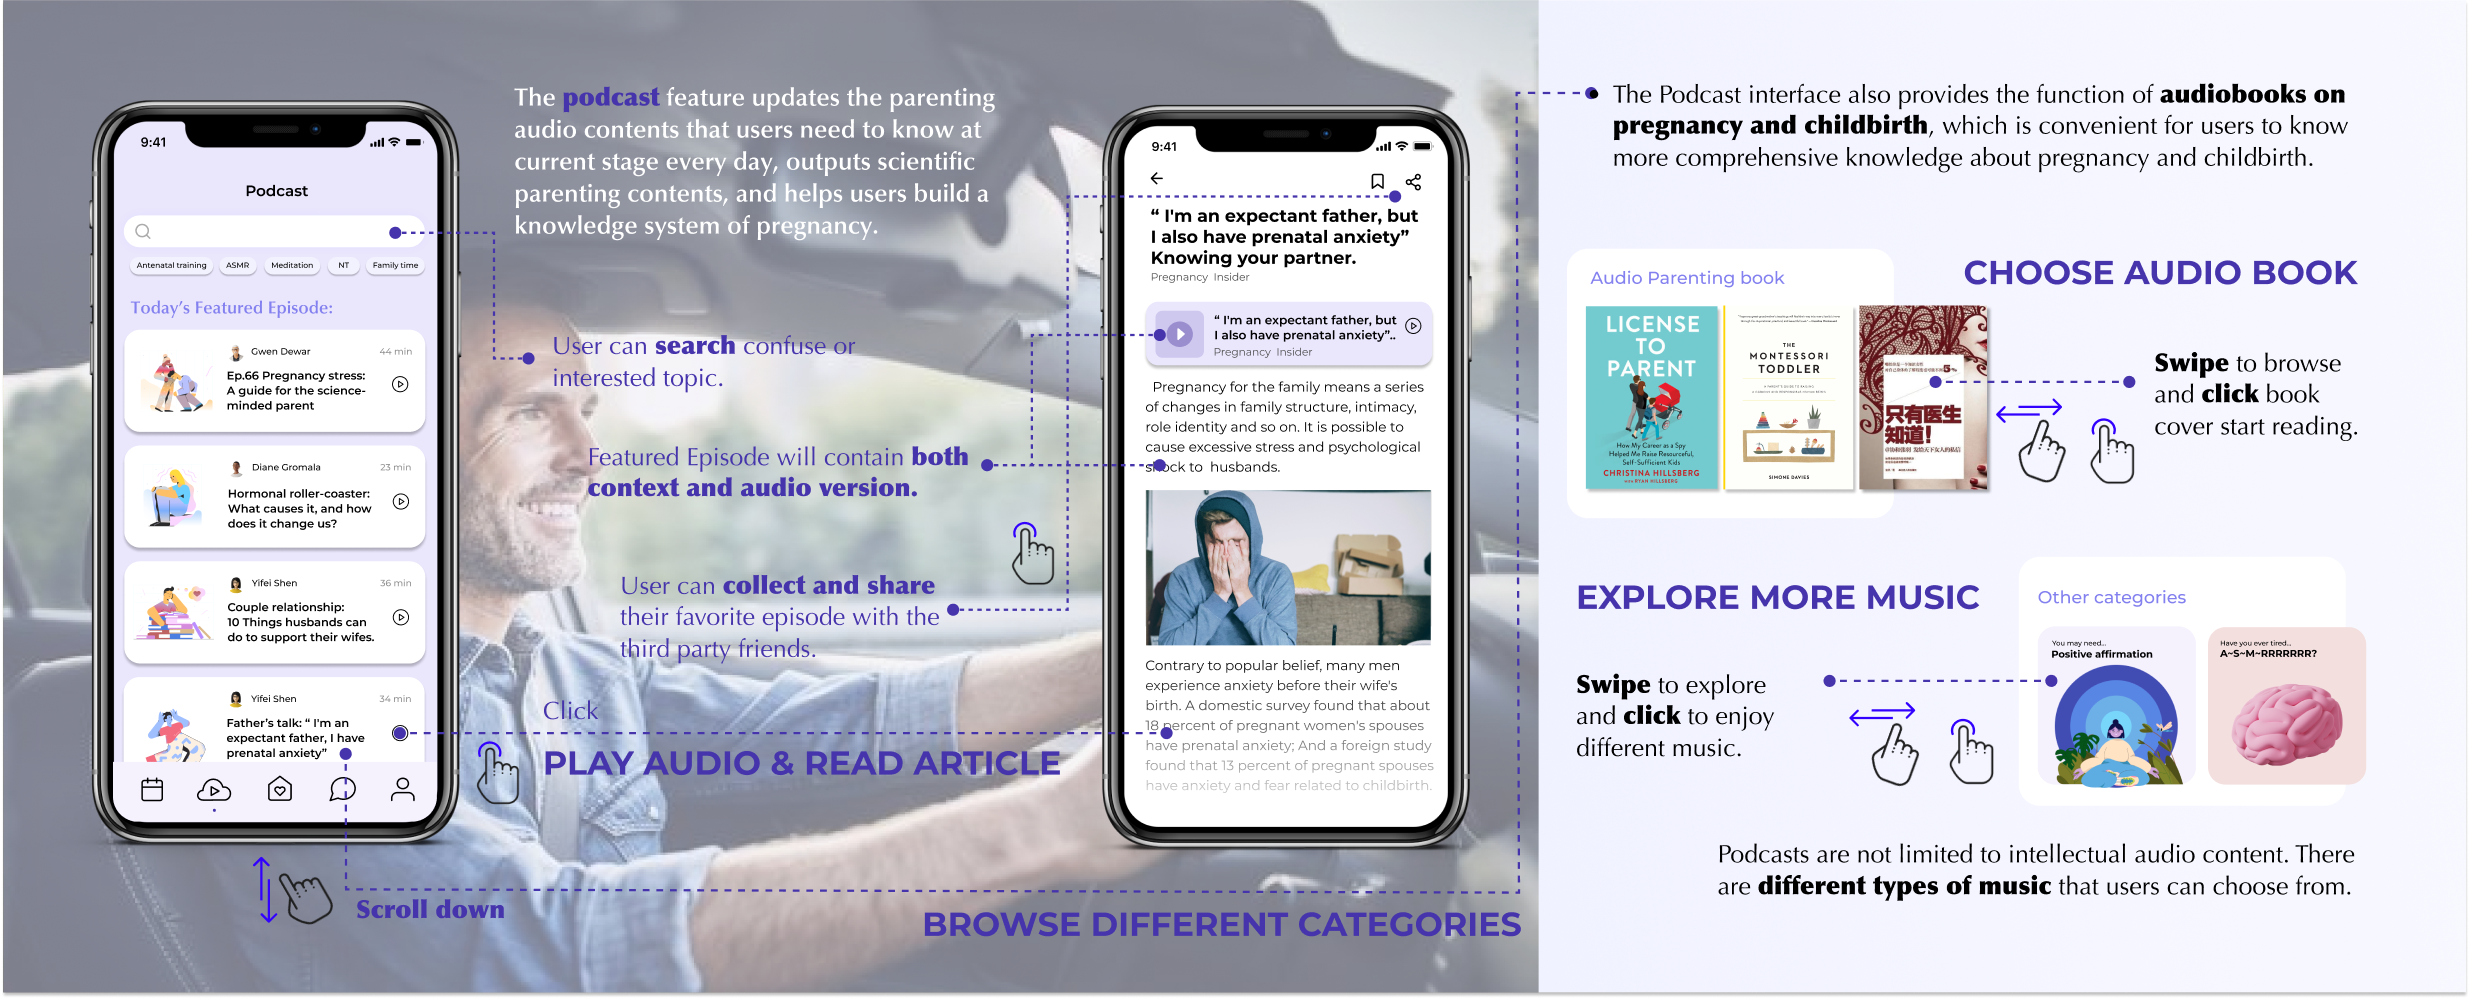 9:41
Podcast
Antenatal training
ASMR
Meditation
NT
Family time
Today's Featured Episode:
Gwen Dewar
44 min
Ep.66 Pregnancy stress:
A guide for the science-
minded parent
Diane Gromala
23 min
Hormonal roller-coaster:
What causes it, and how
does it change us?
Yifei Shen
36 min
Couple relationship:
10 Things husbands can
do to support their wifes.
Yifei Shen
34 min
Father's talk: “ I'm an
expectant father, I have
prenatal anxiety”
Scroll down
The podcast feature updates the parenting
audio contents that users need to know at
current stage every day, outputs scientific
parenting contents, and helps users build a
knowledge system of pregnancy.
User can search confuse or
interested topic.
Featured Episode will contain both
context and audio version.
User can collect and share
their favorite episode with the
third party friends.
Click
PLAY AUDIO & READ ARTICLE
BROWSE DIFFERENT CATEGORIES
9:41
“ I'm an expectant father, but
I also have prenatal anxiety”
Knowing your partner.
Pregnancy Insider
“ I'm an expectant father, but
I also have prenatal anxiety”..
Pregnancy Insider
Pregnancy for the family means a series
of changes in family structure, intimacy,
role identity and so on. It is possible to
cause excessive stress and psychological
shock to husbands.
Contrary to popular belief, many men
experience anxiety before their wife's
birth. A domestic survey found that about
18 percent of pregnant women's spouses
have prenatal anxiety; And a foreign study
found that 13 percent of pregnant spouses
have anxiety and fear related to childbirth.
• The Podcast interface also provides the function of audiobooks on
pregnancy and childbirth, which is convenient for users to know
more comprehensive knowledge about pregnancy and childbirth.
Audio Parenting book
CHOOSE AUDIO BOOK
LICENSE
TO
PARENT
How My Career as a Spy
Helped Me Raise Resourceful,
Self-Sufficient Kids
CHRISTINA HILLSBERG
WITH RYAN HILLSBERG
THE
MONTESSORI
TODDLER
SIMONE DAVIES
只有医生
知道!
Swipe to browse
and click book
cover start reading.
EXPLORE MORE MUSIC
Swipe to explore
and click to enjoy
different music.
Other categories
You may need...
Positive affirmation
Have you ever tired...
A~S~M~RRRRRRR?
Podcasts are not limited to intellectual audio content. There
are different types of music that users can choose from.